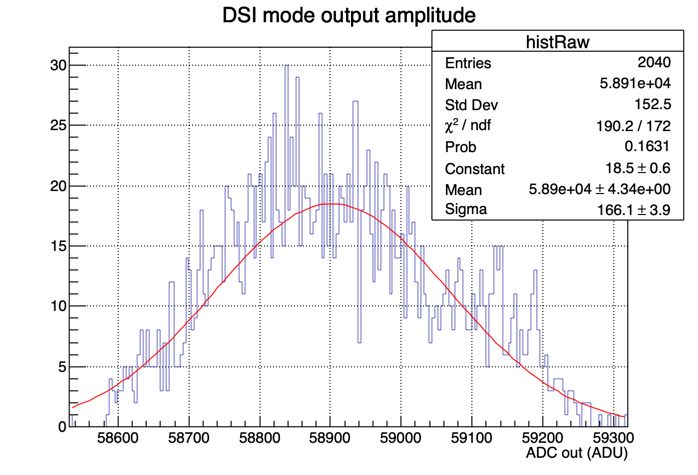 DSI mode output amplitude
histRaw
Entries 2040
Mean 5.891e+04
Std Dev 152.5
χ² / ndf 190.2 / 172
Prob 0.1631
Constant 18.5 ± 0.6
Mean 5.89e+04 ± 4.34e+00
Sigma 166.1 ± 3.9
30
25
20
15
10
5
0
58600 58700 58800 58900 59000 59100 59200 59300
ADC out (ADU)